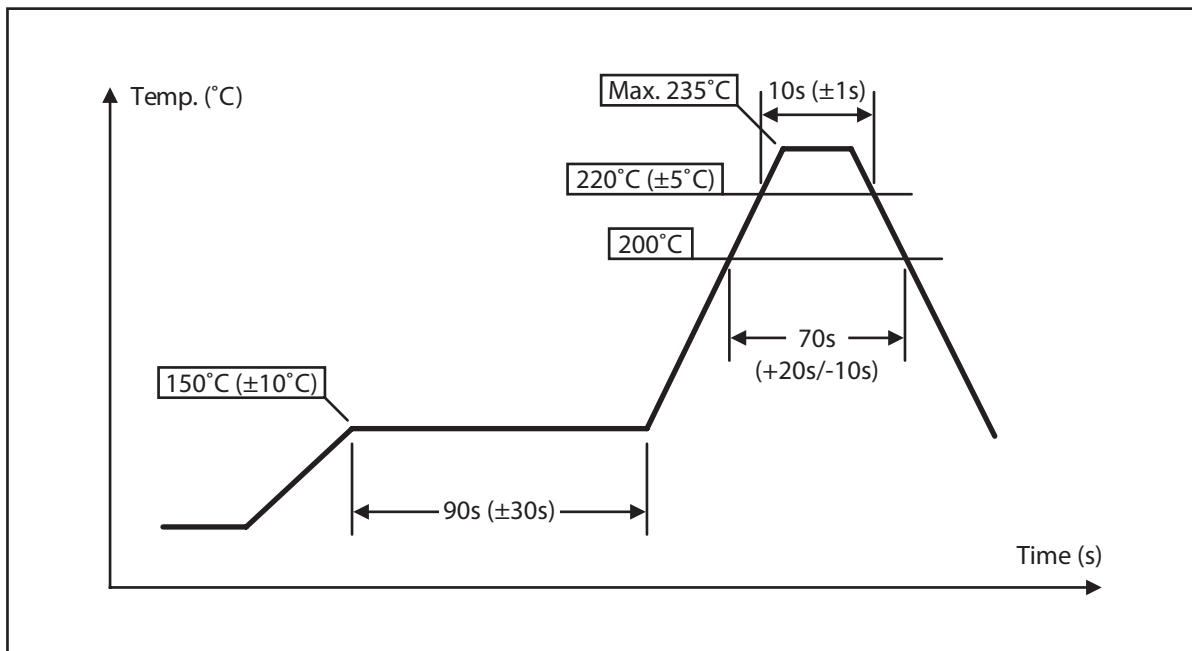 Temp. (˚C)
Max. 235˚C
10s (±1s)
220˚C (±5˚C)
200˚C
70s
(+20s/-10s)
150˚C (±10˚C)
90s (±30s)
Time (s)